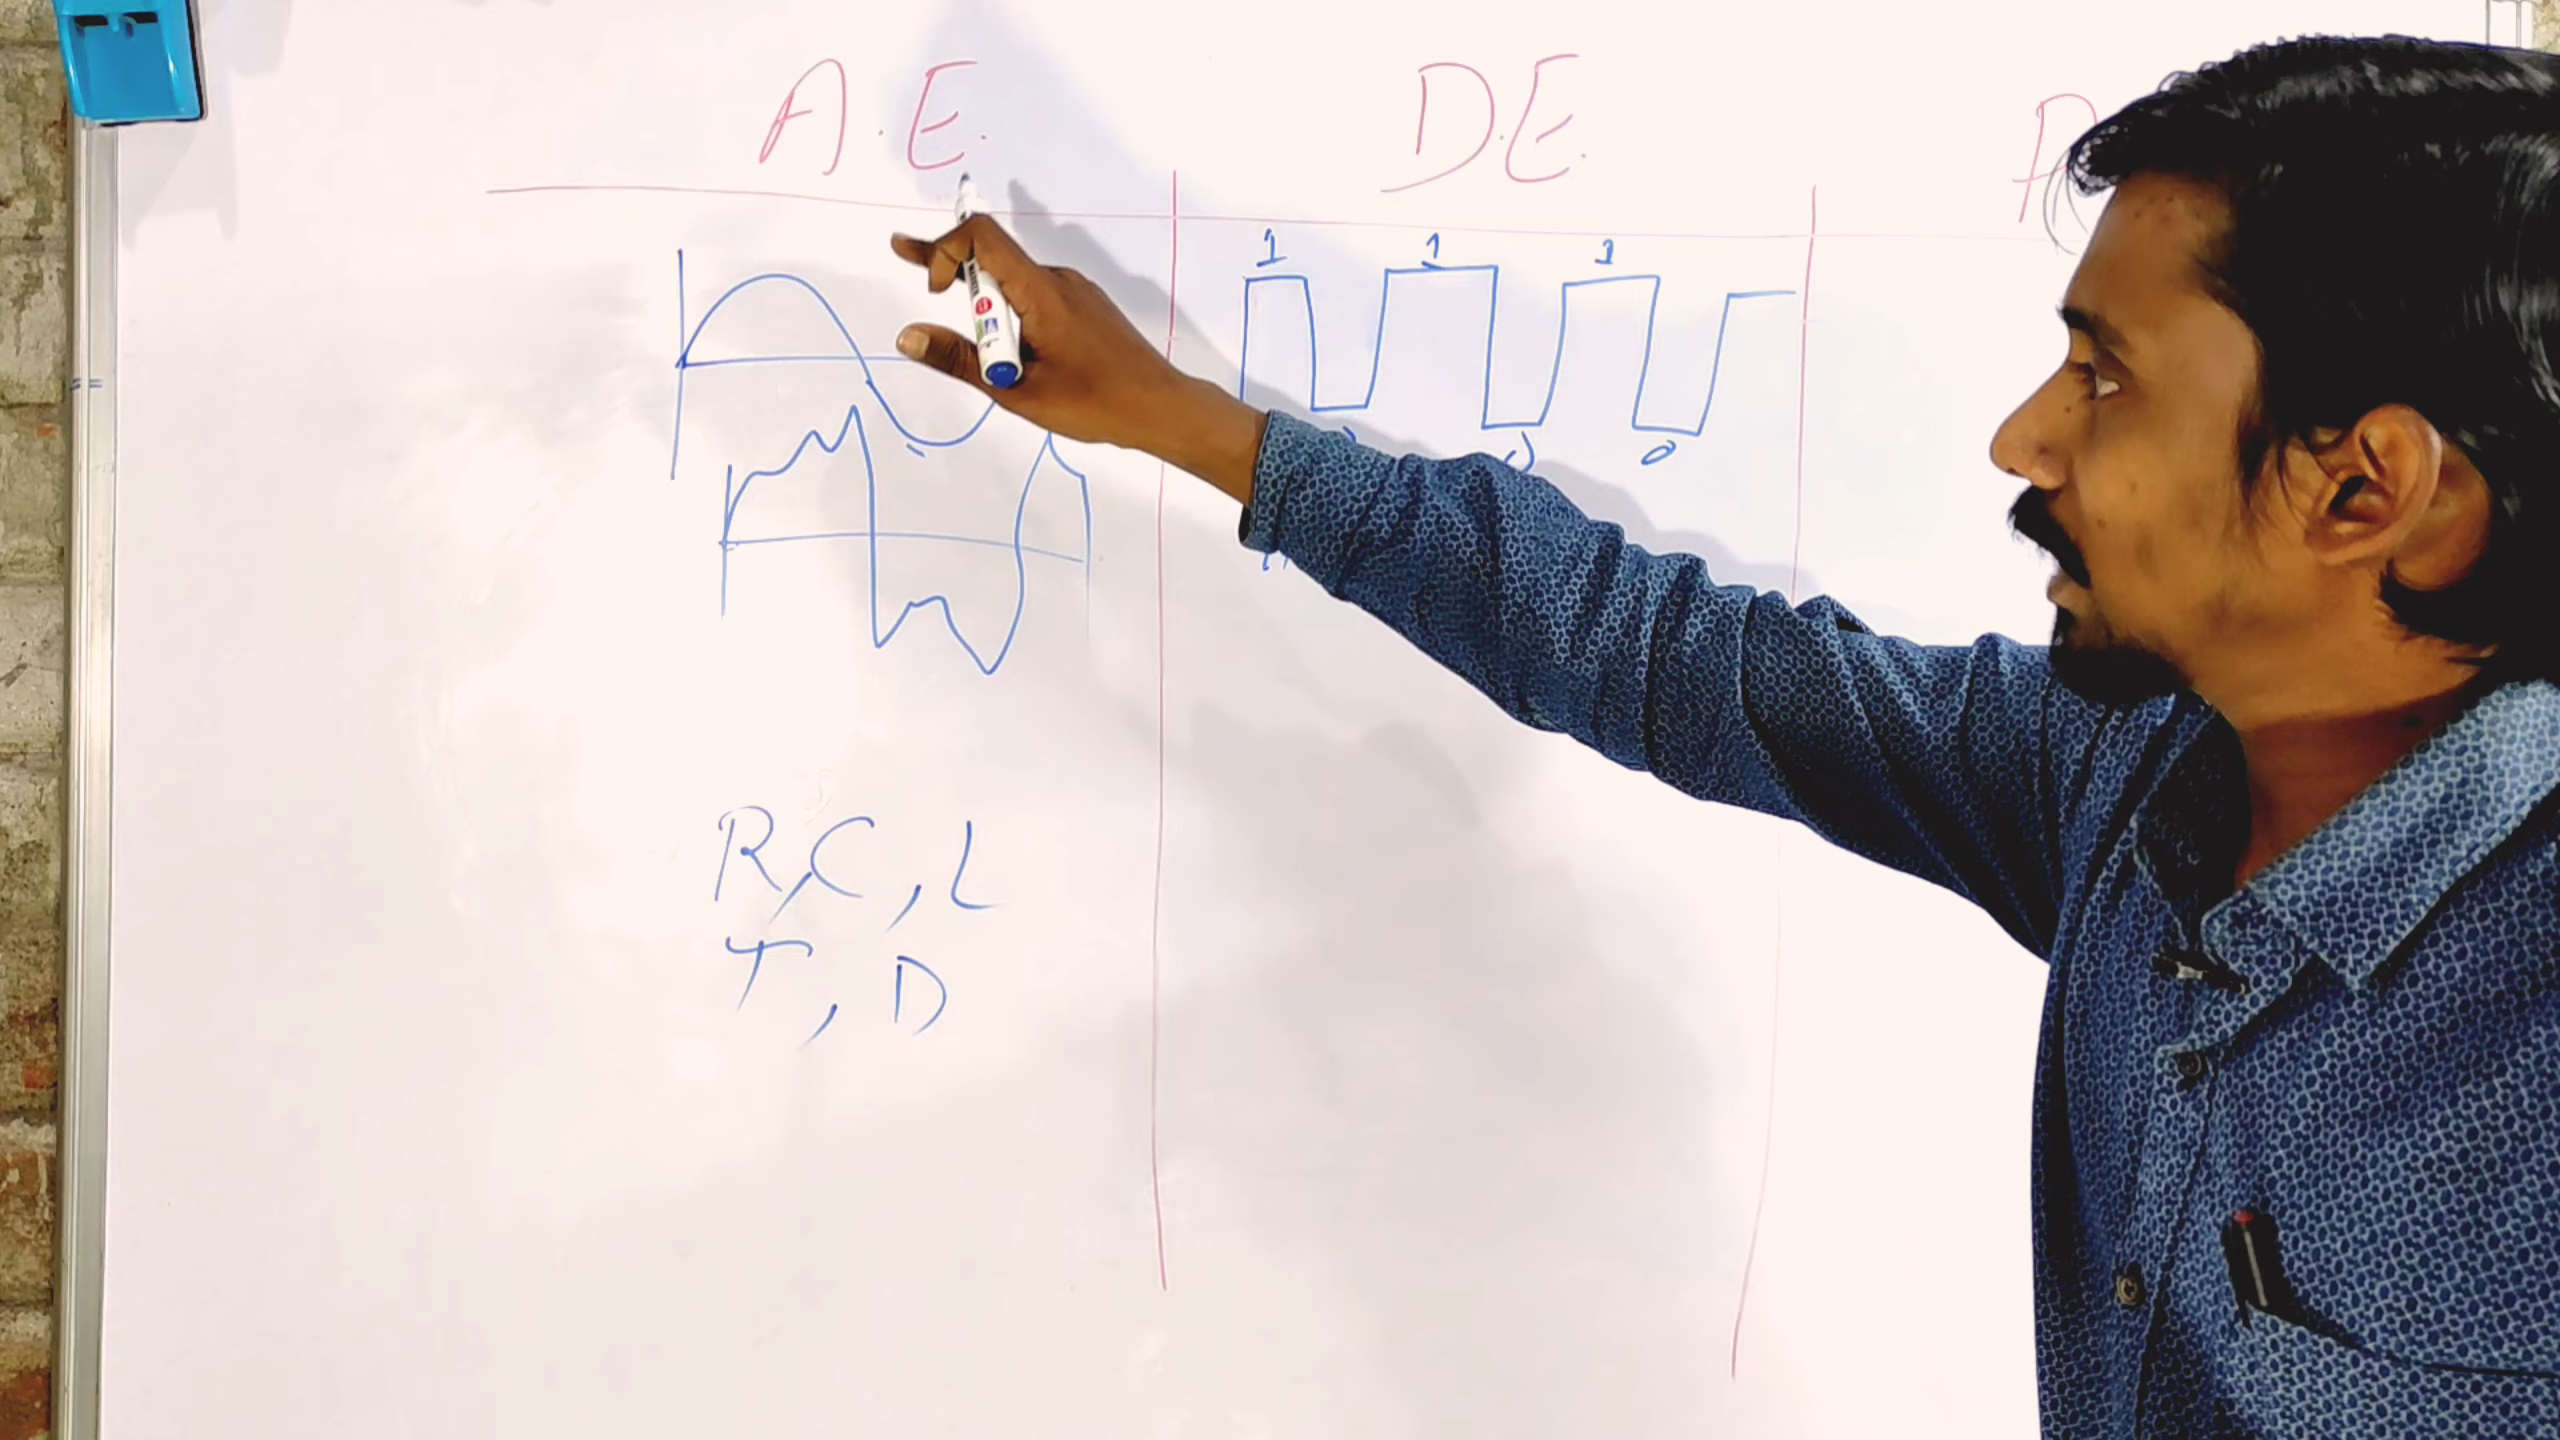 A.E.
D.E.
1 1 1
0
R, C, L
T, D